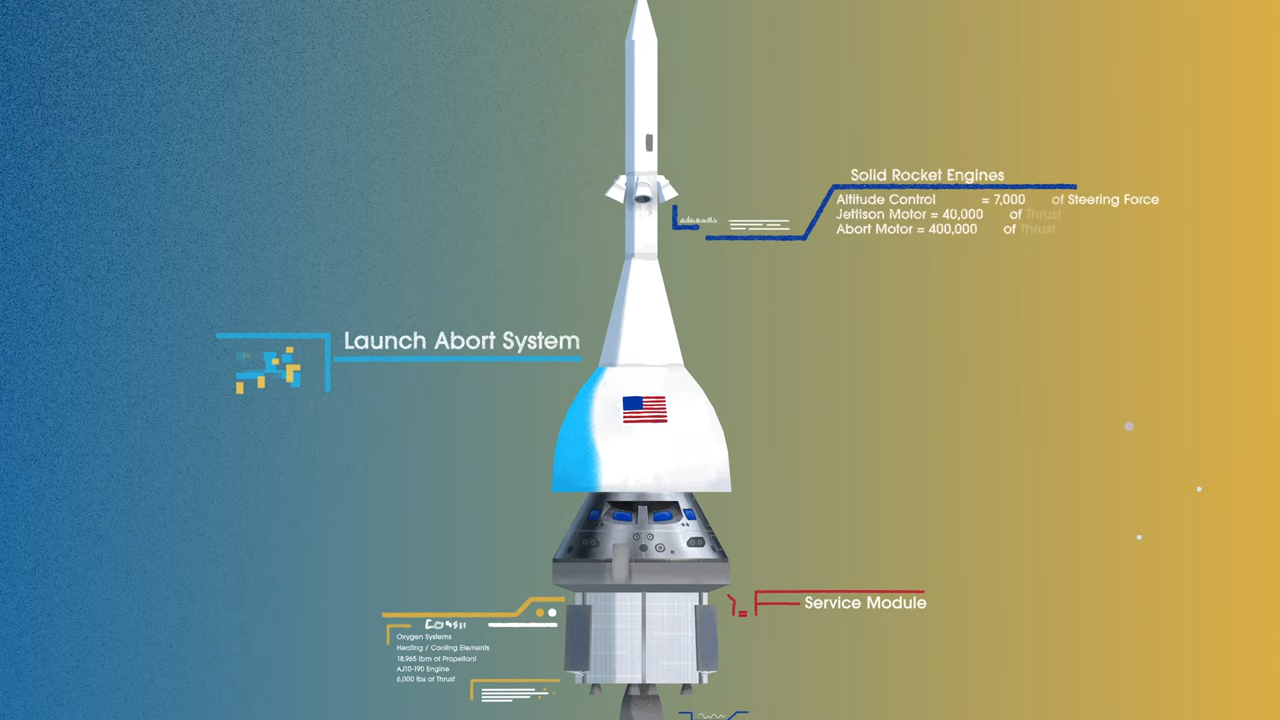 Solid Rocket Engines
Altitude Control = 7,000 of Steering Force
Jettison Motor = 40,000 of Thrust
Abort Motor = 400,000 of Thrust
Launch Abort System
Service Module
Oxygen Systems
Heating / Cooling Elements
18,965 lbm of Propellant
AJ10-190 Engine
6,000 lbs of Thrust